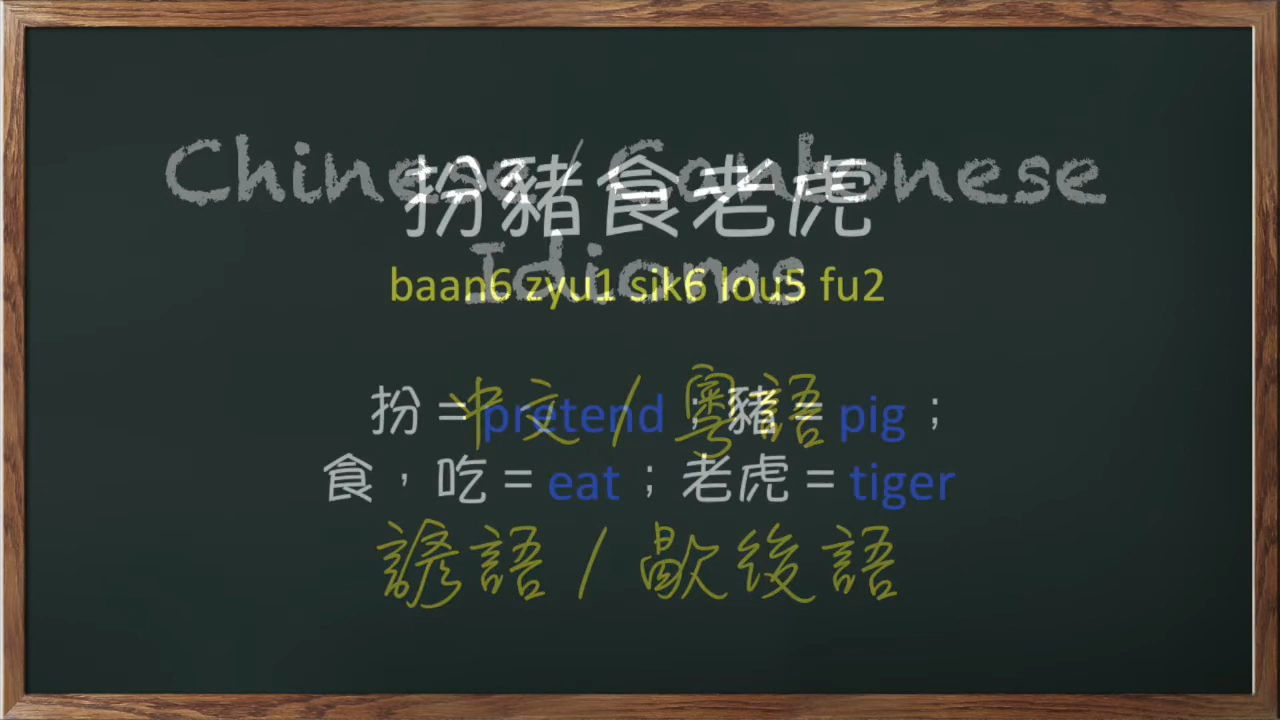 Chinese / Cantonese
Idioms
扮豬食老虎
baan6 zyu1 sik6 lou5 fu2
中文 / 粵語
扮 = pretend；豬 = pig；
食，吃 = eat；老虎 = tiger
諺語 / 歇後語